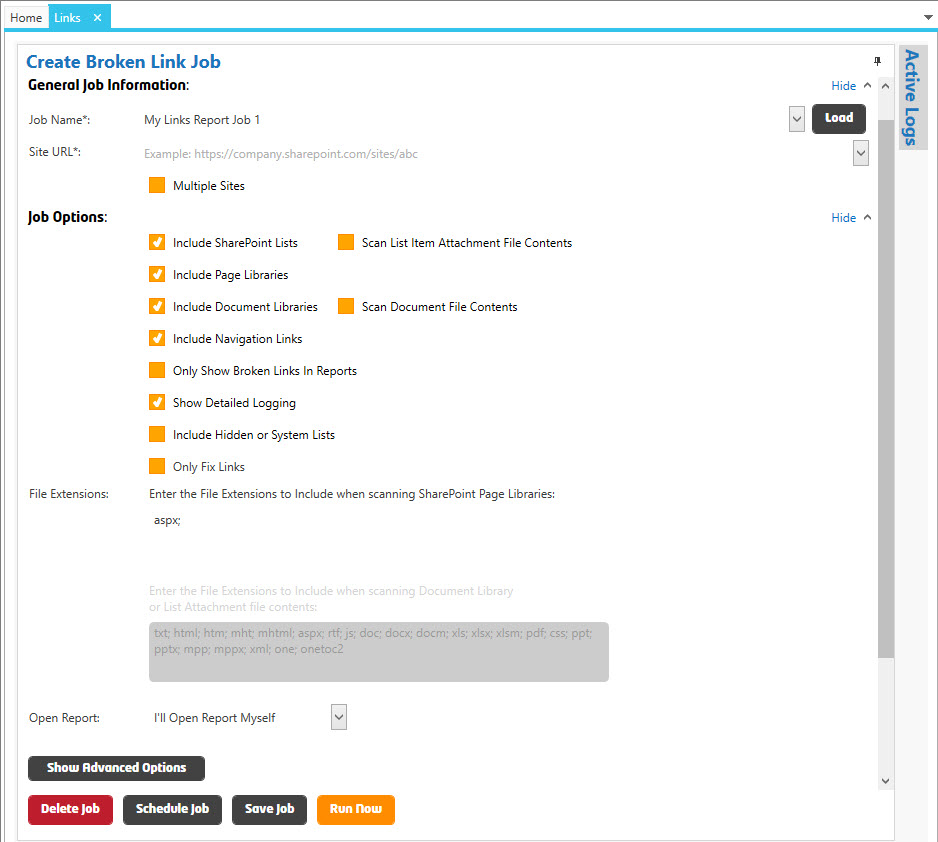 Home Links
Create Broken Link Job
General Job Information: Hide
Job Name*: My Links Report Job 1 Load
Site URL*: Example: https://company.sharepoint.com/sites/abc
Multiple Sites
Job Options: Hide
Include SharePoint Lists Scan List Item Attachment File Contents
Include Page Libraries
Include Document Libraries Scan Document File Contents
Include Navigation Links
Only Show Broken Links In Reports
Show Detailed Logging
Include Hidden or System Lists
Only Fix Links
File Extensions: Enter the File Extensions to Include when scanning SharePoint Page Libraries:
aspx;
Enter the File Extensions to Include when scanning Document Library
or List Attachment file contents:
txt; html; htm; mht; mhtml; aspx; rtf; js; doc; docx; docm; xls; xlsx; xlsm; pdf; css; ppt;
pptx; mpp; mppx; xml; one; onetoc2
Open Report: I'll Open Report Myself
Show Advanced Options
Delete Job Schedule Job Save Job Run Now
Active Logs